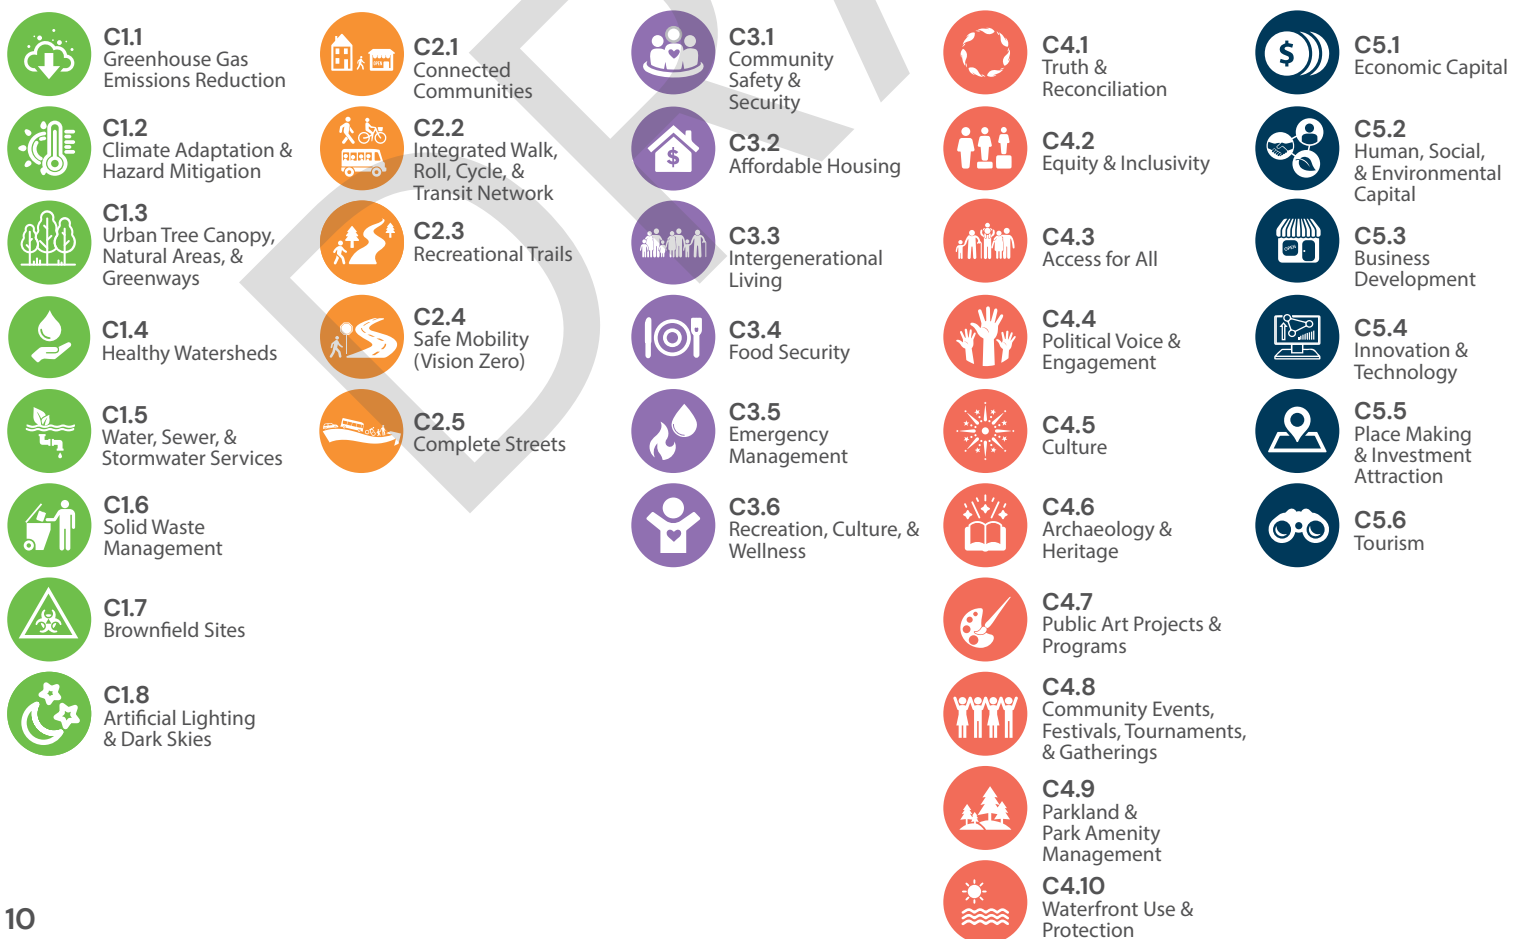 C1.1
Greenhouse Gas
Emissions Reduction
C1.2
Climate Adaptation &
Hazard Mitigation
C1.3
Urban Tree Canopy,
Natural Areas, &
Greenways
C1.4
Healthy Watersheds
C1.5
Water, Sewer, &
Stormwater Services
C1.6
Solid Waste
Management
C1.7
Brownfield Sites
C1.8
Artificial Lighting
& Dark Skies
C2.1
Connected
Communities
C2.2
Integrated Walk,
Roll, Cycle, &
Transit Network
C2.3
Recreational Trails
C2.4
Safe Mobility
(Vision Zero)
C2.5
Complete Streets
C3.1
Community
Safety &
Security
C3.2
Affordable Housing
$
C3.3
Intergenerational
Living
C3.4
Food Security
C3.5
Emergency
Management
C3.6
Recreation, Culture, &
Wellness
C4.1
Truth &
Reconciliation
C4.2
Equity & Inclusivity
C4.3
Access for All
C4.4
Political Voice &
Engagement
C4.5
Culture
C4.6
Archaeology &
Heritage
C4.7
Public Art Projects &
Programs
C4.8
Community Events,
Festivals, Tournaments,
& Gatherings
C4.9
Parkland &
Park Amenity
Management
C4.10
Waterfront Use &
Protection
$
C5.1
Economic Capital
C5.2
Human, Social,
& Environmental
Capital
OPEN
C5.3
Business
Development
C5.4
Innovation &
Technology
C5.5
Place Making
& Investment
Attraction
C5.6
Tourism
10
DRA